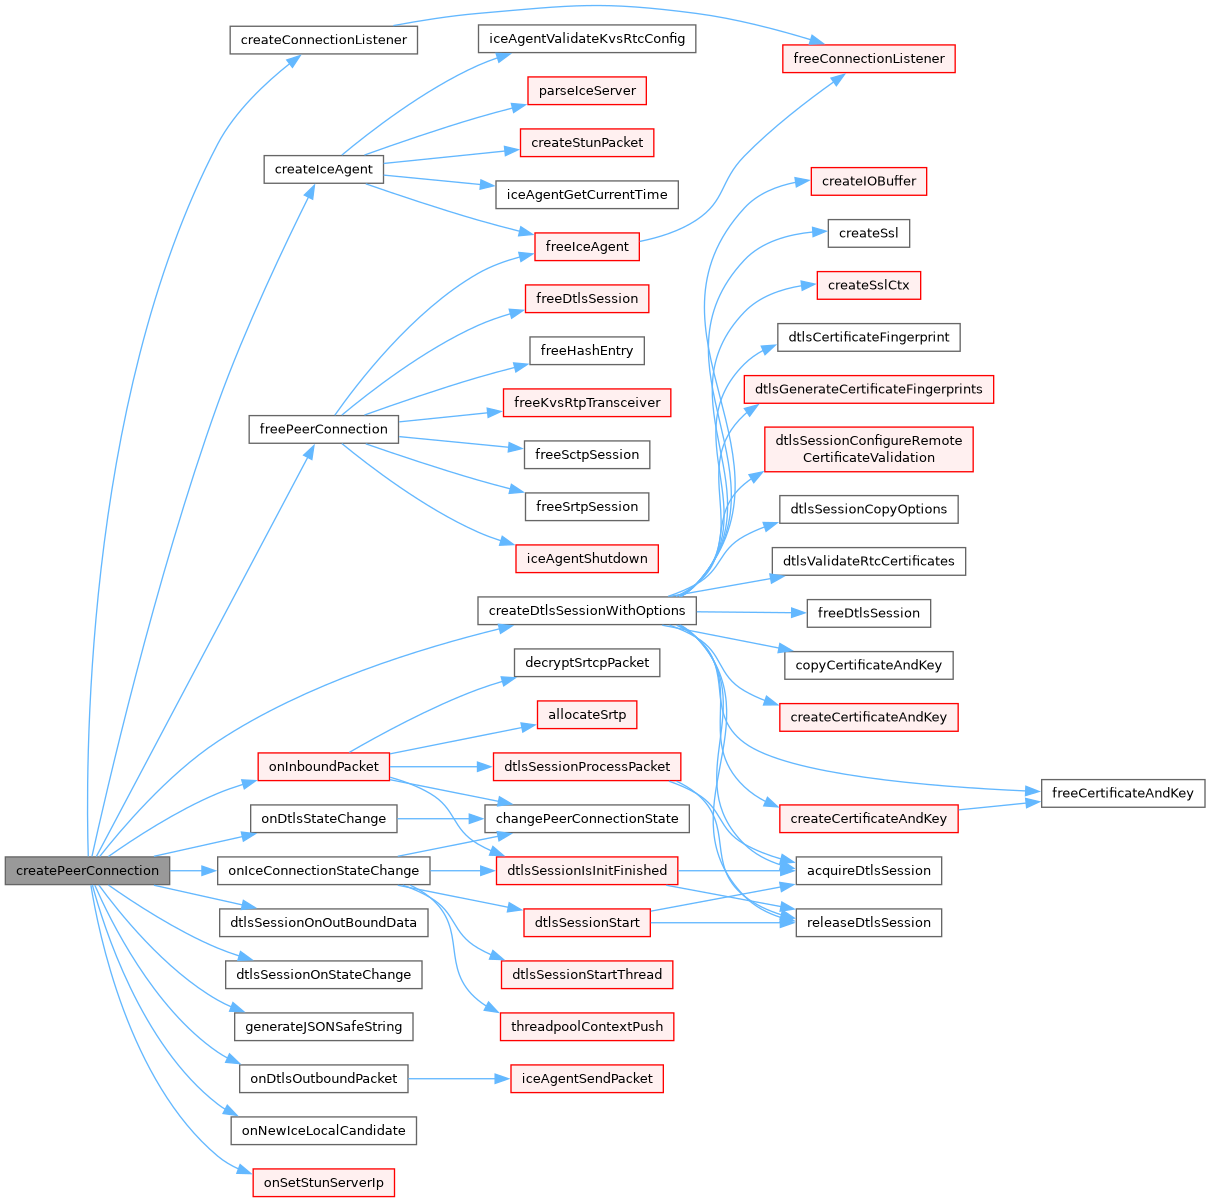 createPeerConnection
createConnectionListener
createIceAgent
freePeerConnection
createDtlsSessionWithOptions
onInboundPacket
onDtlsStateChange
onIceConnectionStateChange
dtlsSessionOnOutBoundData
dtlsSessionOnStateChange
generateJSONSafeString
onDtlsOutboundPacket
onNewIceLocalCandidate
onSetStunServerIp
iceAgentValidateKvsRtcConfig
parseIceServer
createStunPacket
iceAgentGetCurrentTime
freeIceAgent
freeDtlsSession
freeHashEntry
freeKvsRtpTransceiver
freeSctpSession
freeSrtpSession
iceAgentShutdown
decryptSrtcpPacket
allocateSrtp
dtlsSessionProcessPacket
changePeerConnectionState
dtlsSessionIsInitFinished
dtlsSessionStart
dtlsSessionStartThread
threadpoolContextPush
iceAgentSendPacket
freeConnectionListener
createIOBuffer
createSsl
createSslCtx
dtlsCertificateFingerprint
dtlsGenerateCertificateFingerprints
dtlsSessionConfigureRemote
CertificateValidation
dtlsSessionCopyOptions
dtlsValidateRtcCertificates
freeDtlsSession
copyCertificateAndKey
createCertificateAndKey
createCertificateAndKey
acquireDtlsSession
releaseDtlsSession
freeCertificateAndKey